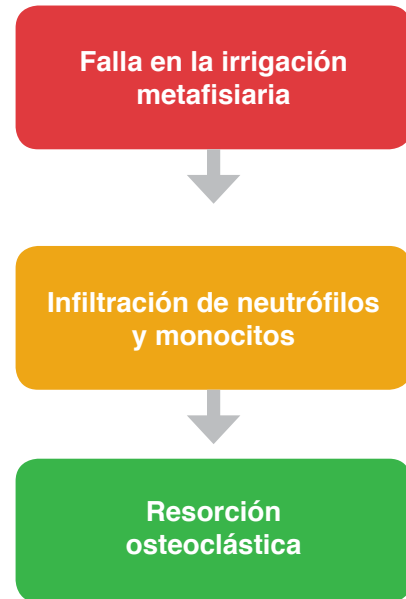 Falla en la irrigación
metafisiaria
Infiltración de neutrófilos
y monocitos
Resorción
osteoclástica